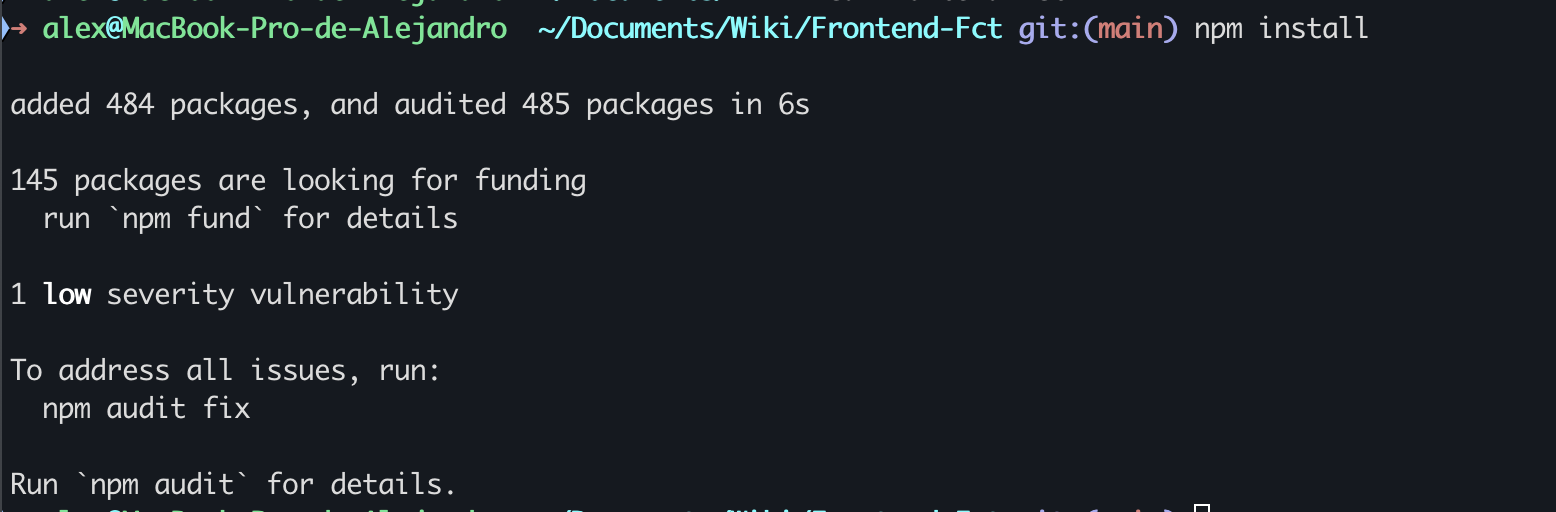 ➜ alex@MacBook-Pro-de-Alejandro ~/Documents/Wiki/Frontend-Fct git:(main) npm install
added 484 packages, and audited 485 packages in 6s
145 packages are looking for funding
  run `npm fund` for details
1 low severity vulnerability
To address all issues, run:
  npm audit fix
Run `npm audit` for details.